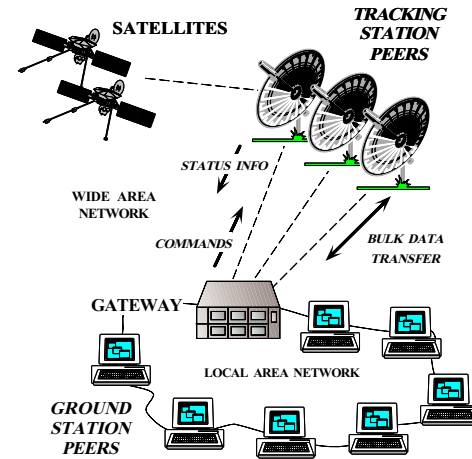 SATELLITES
TRACKING
STATION
PEERS
STATUS INFO
WIDE AREA
NETWORK
COMMANDS
BULK DATA
TRANSFER
GATEWAY
LOCAL AREA NETWORK
GROUND
STATION
PEERS